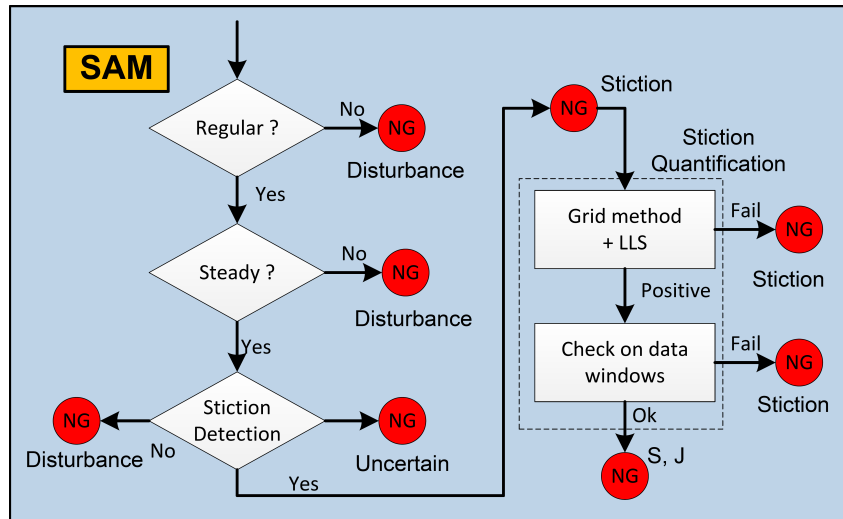 SAM
Regular ?
No
NG
Disturbance
Yes
Steady ?
No
NG
Disturbance
Yes
Stiction
Detection
NG
Disturbance
No
NG
Uncertain
Yes
NG
Stiction
Stiction
Quantification
Grid method
+ LLS
Fail
NG
Stiction
Positive
Check on data
windows
Fail
NG
Stiction
Ok
S, J
NG